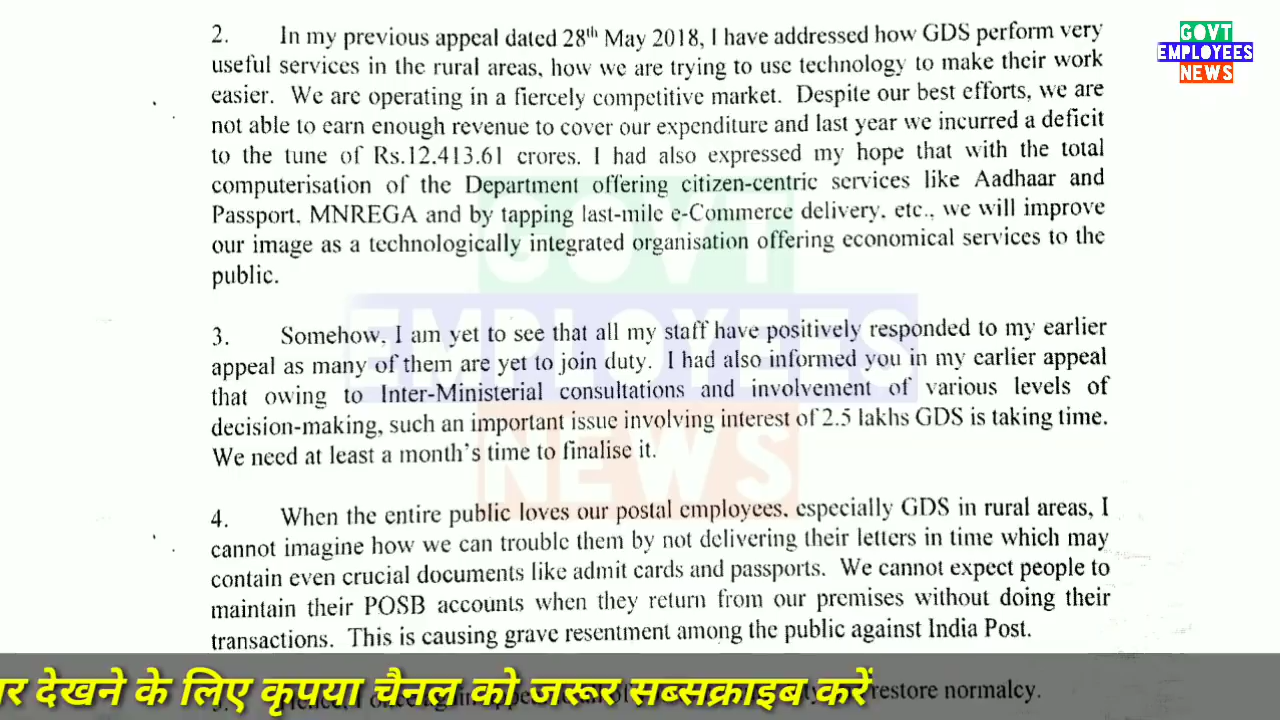 2. In my previous appeal dated 28th May 2018, I have addressed how GDS perform very
useful services in the rural areas, how we are trying to use technology to make their work
easier. We are operating in a fiercely competitive market. Despite our best efforts, we are
not able to earn enough revenue to cover our expenditure and last year we incurred a deficit
to the tune of Rs.12,413.61 crores. I had also expressed my hope that with the total
computerisation of the Department offering citizen-centric services like Aadhaar and
Passport, MNREGA and by tapping last-mile e-Commerce delivery, etc., we will improve
our image as a technologically integrated organisation offering economical services to the
public.
3. Somehow, I am yet to see that all my staff have positively responded to my earlier
appeal as many of them are yet to join duty. I had also informed you in my earlier appeal
that owing to Inter-Ministerial consultations and involvement of various levels of
decision-making, such an important issue involving interest of 2.5 lakhs GDS is taking time.
We need at least a month's time to finalise it.
4. When the entire public loves our postal employees, especially GDS in rural areas, I
cannot imagine how we can trouble them by not delivering their letters in time which may
contain even crucial documents like admit cards and passports. We cannot expect people to
maintain their POSB accounts when they return from our premises without doing their
transactions. This is causing grave resentment among the public against India Post.
restore normalcy.
देखने के लिए कृपया चैनल को जरूर सब्सक्राइब करें
GOVT
EMPLOYEES
NEWS
GOVT
EMPLOYEES
NEWS